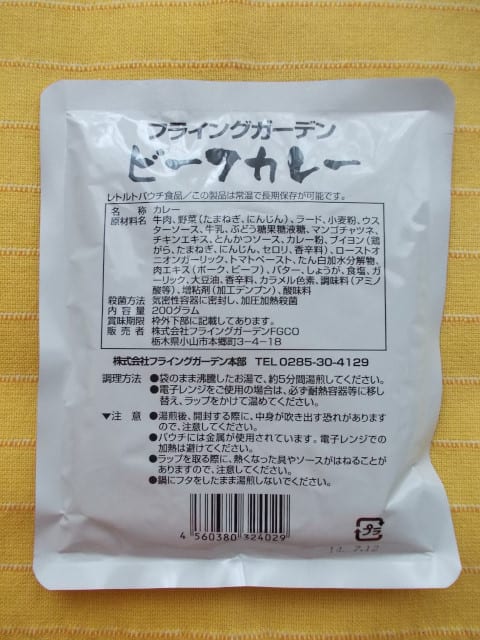 フライングガーデン
ビーフカレー
レトルトパウチ食品/この製品は常温で長期保存が可能です。
名 称 カレー
原材料名 牛肉、野菜(たまねぎ、にんじん)、ラード、小麦粉、ウス
ターソース、牛乳、ぶどう糖果糖液糖、マンゴチャツネ、
チキンエキス、とんかつソース、カレー粉、ブイヨン(鶏
がら、たまねぎ、にんじん、セロリ、香辛料)、ローストオ
ニオンガーリック、トマトペースト、たん白加水分解物、
肉エキス(ポーク、ビーフ)、バター、しょうが、食塩、ガ
ーリック、大豆油、香辛料、カラメル色素、調味料(アミノ
酸等)、増粘剤(加工デンプン)、酸味料
殺菌方法 気密性容器に密封し、加圧加熱殺菌
内 容 量 200グラム
賞味期限 枠外下部に記載してあります。
販 売 者 株式会社フライングガーデンFGCO
栃木県小山市本郷町3-4-18
株式会社フライングガーデン本部 TEL 0285-30-4129
調理方法 ●袋のまま沸騰したお湯で、約5分間湯煎してください。
●電子レンジをご使用の場合は、必ず耐熱容器等に移し
替え、ラップをかけて温めてください。
▼注 意 ●湯煎後、開封する際に、中身が吹き出す恐れがあります
ので、注意してください。
●パウチには金属が使用されています。電子レンジでの
加熱は避けてください。
●ラップを取る際に、熱くなった具やソースがはねることが
ありますので、注意してください。
●鍋にフタをしたまま湯煎しないでください。
4 560380 324029
プラ
14. 7.12